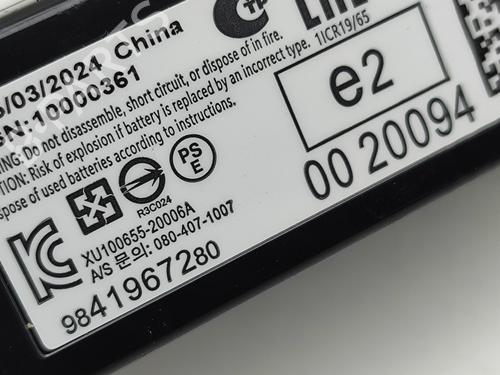 /03/2024 China
N:10000361
ING: Do not disassemble, short circuit, or dispose of in fire.
TION: Risk of explosion if battery is replaced by an incorrect type. 1ICR19/65
spose of used batteries according to instructions.
PS
E
R3C024
XU100655-20006A
A/S 문의: 080-407-1007
9841967280
e2
00 20094